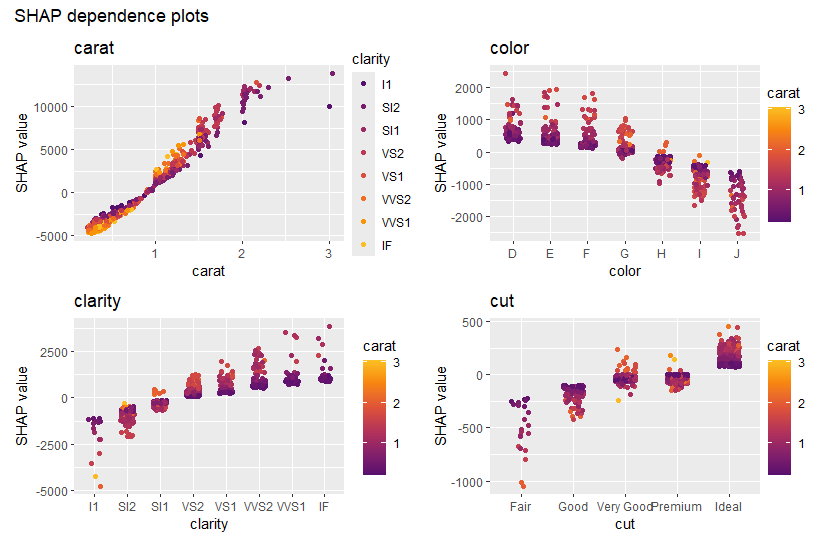 SHAP dependence plots
carat
SHAP value
10000
5000
0
-5000
1
2
3
carat
clarity
I1
SI2
SI1
VS2
VS1
VVS2
VVS1
IF
color
SHAP value
2000
1000
0
-1000
-2000
D
E
F
G
H
I
J
color
carat
3
2
1
clarity
SHAP value
2500
0
-2500
-5000
I1
SI2
SI1
VS2
VS1
VVS2
VVS1
IF
clarity
carat
3
2
1
cut
SHAP value
500
0
-500
-1000
Fair
Good
Very Good
Premium
Ideal
cut
carat
3
2
1